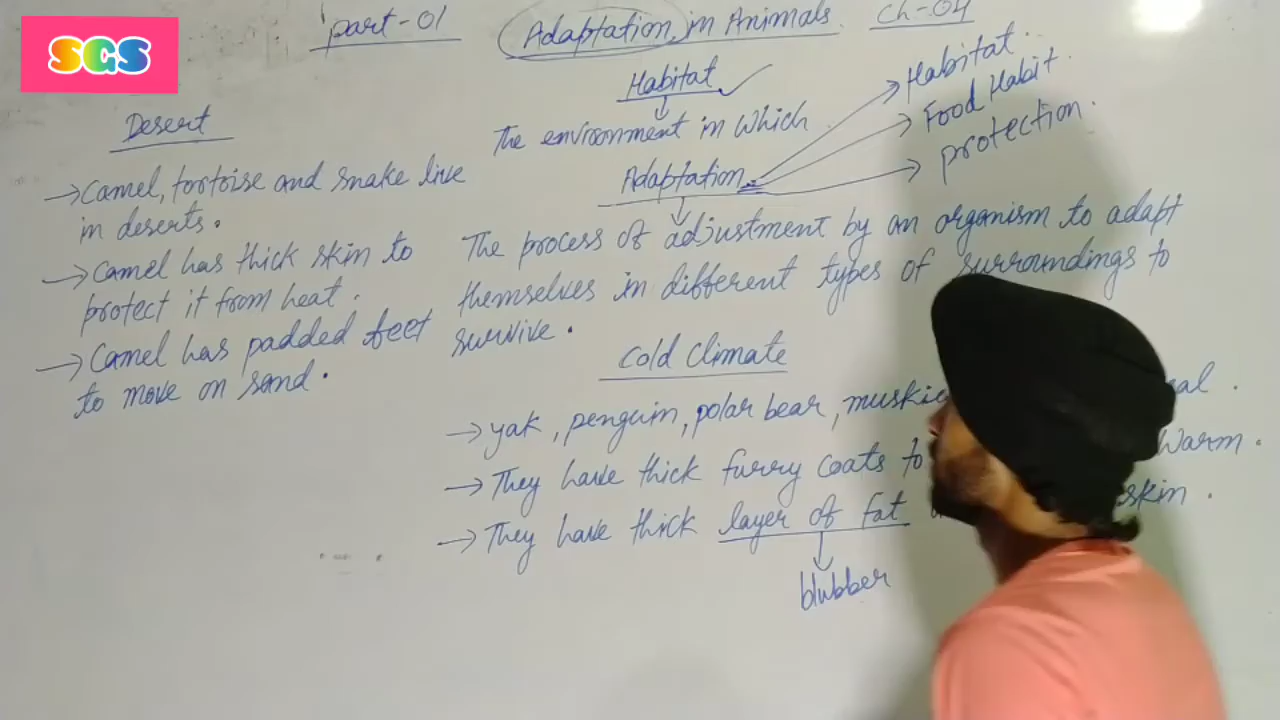 SGS
part-01 Adaptation in Animals. Ch-04
Habitat
The environment in which
Adaptation
Habitat.
Food Habit.
protection.
The process of adjustment by an organism to adapt
themselves in different types of surroundings to
survive.
Desert
→ Camel, tortoise and snake live
in deserts.
→ Camel has thick skin to
protect it from heat.
→ Camel has padded feet
to move on sand.
Cold Climate
→ yak, penguin, polar bear,
→ They have thick furry coats to warm.
→ They have thick layer of fat skin.
blubber